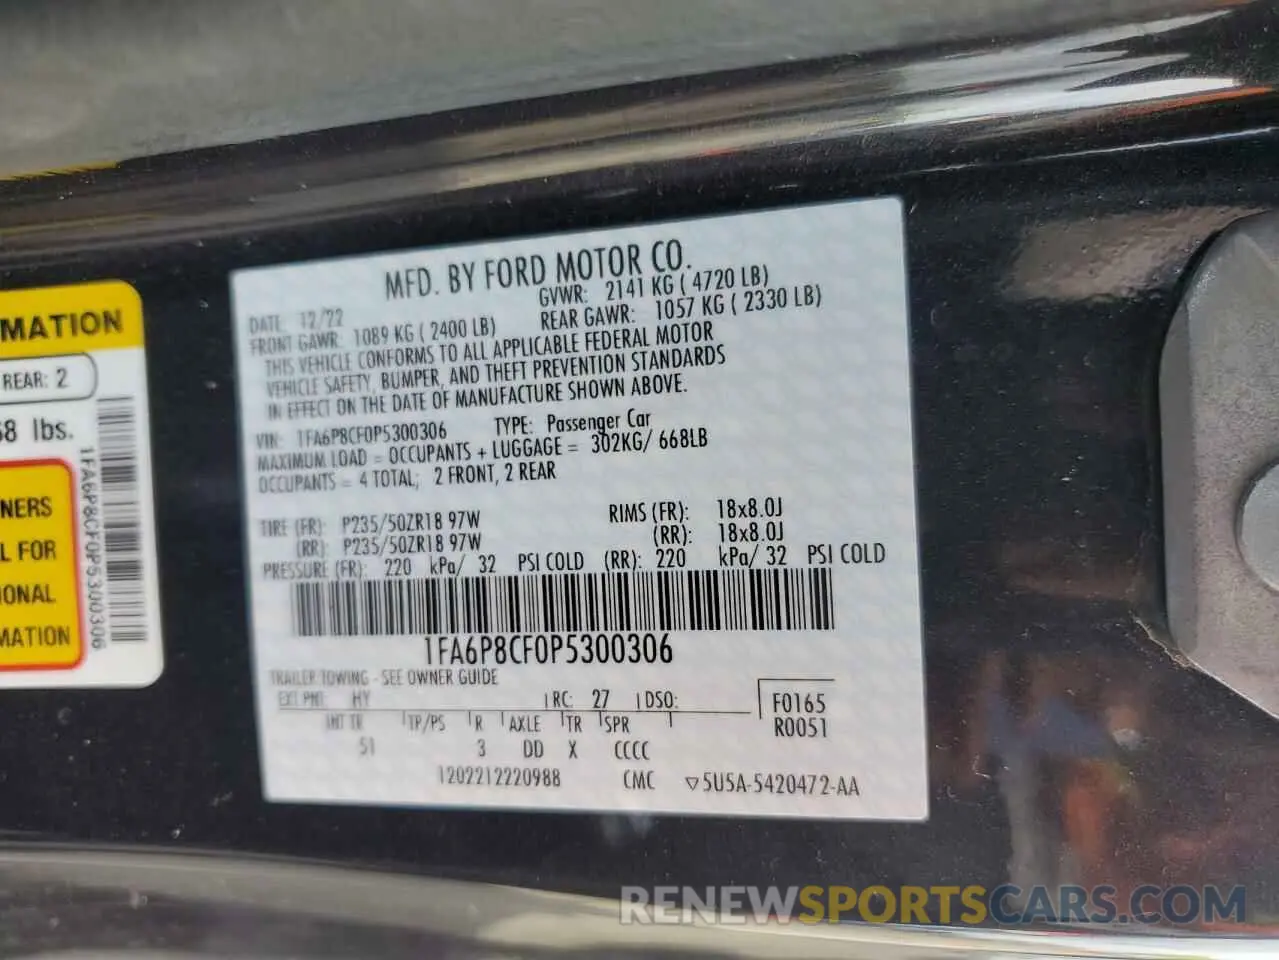 MFD. BY FORD MOTOR CO.
DATE: 12/22 GVWR: 2141 KG ( 4720 LB)
FRONT GAWR: 1089 KG ( 2400 LB) REAR GAWR: 1057 KG ( 2330 LB)
THIS VEHICLE CONFORMS TO ALL APPLICABLE FEDERAL MOTOR
VEHICLE SAFETY, BUMPER, AND THEFT PREVENTION STANDARDS
IN EFFECT ON THE DATE OF MANUFACTURE SHOWN ABOVE.
VIN: 1FA6P8CF0P5300306 TYPE: Passenger Car
MAXIMUM LOAD = OCCUPANTS + LUGGAGE = 302KG/ 668LB
OCCUPANTS = 4 TOTAL; 2 FRONT, 2 REAR
TIRE (FR): P235/50ZR18 97W RIMS (FR): 18x8.0J
(RR): P235/50ZR18 97W (RR): 18x8.0J
PRESSURE (FR): 220 kPa/ 32 PSI COLD (RR): 220 kPa/ 32 PSI COLD
1FA6P8CF0P5300306
TRAILER TOWING - SEE OWNER GUIDE
EXT PNT: HY RC: 27 DSO: F0165
INT TR TP/PS R AXLE TR SPR R0051
51 3 DD X CCCC
1202212220988 CMC ▽5U5A-5420472-AA
MATION
REAR: 2
68 lbs.
NERS
L FOR
IONAL
MATION
1FA6P8CF0P5300306
RENEWSPORTSCARS.COM